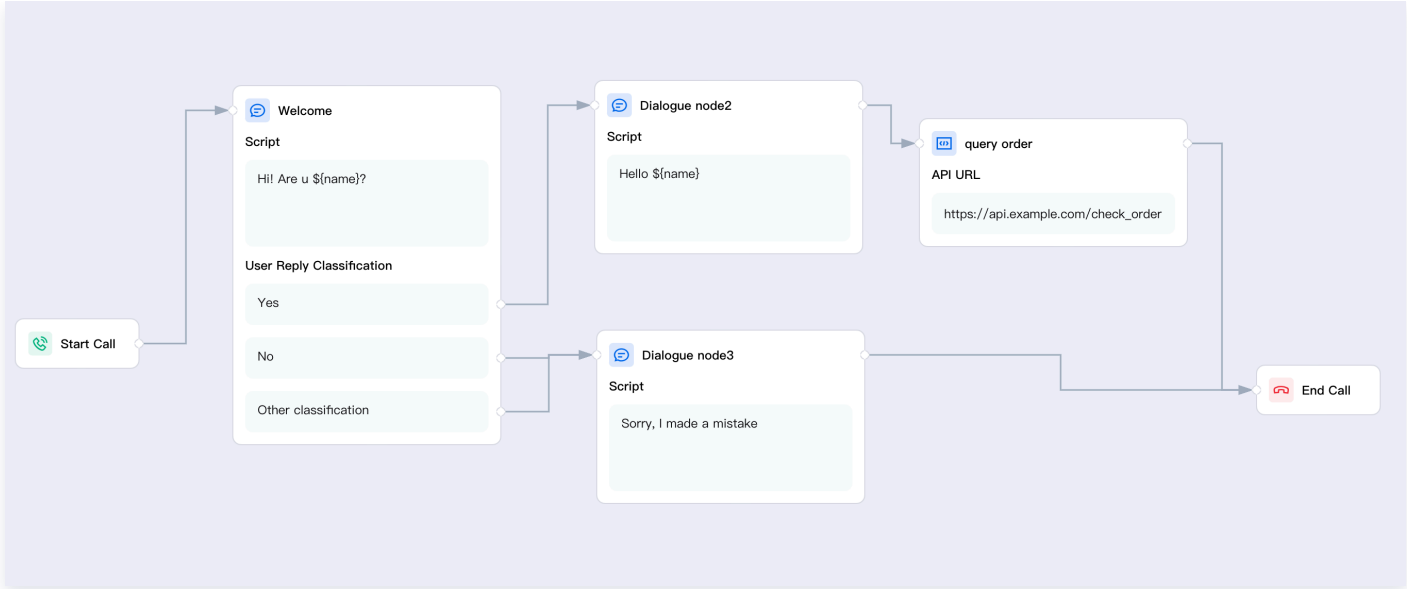 Start Call
Welcome
Script
Hi! Are u ${name}?
User Reply Classification
Yes
No
Other classification
Dialogue node2
Script
Hello ${name}
Dialogue node3
Script
Sorry, I made a mistake
query order
API URL
https://api.example.com/check_order
End Call